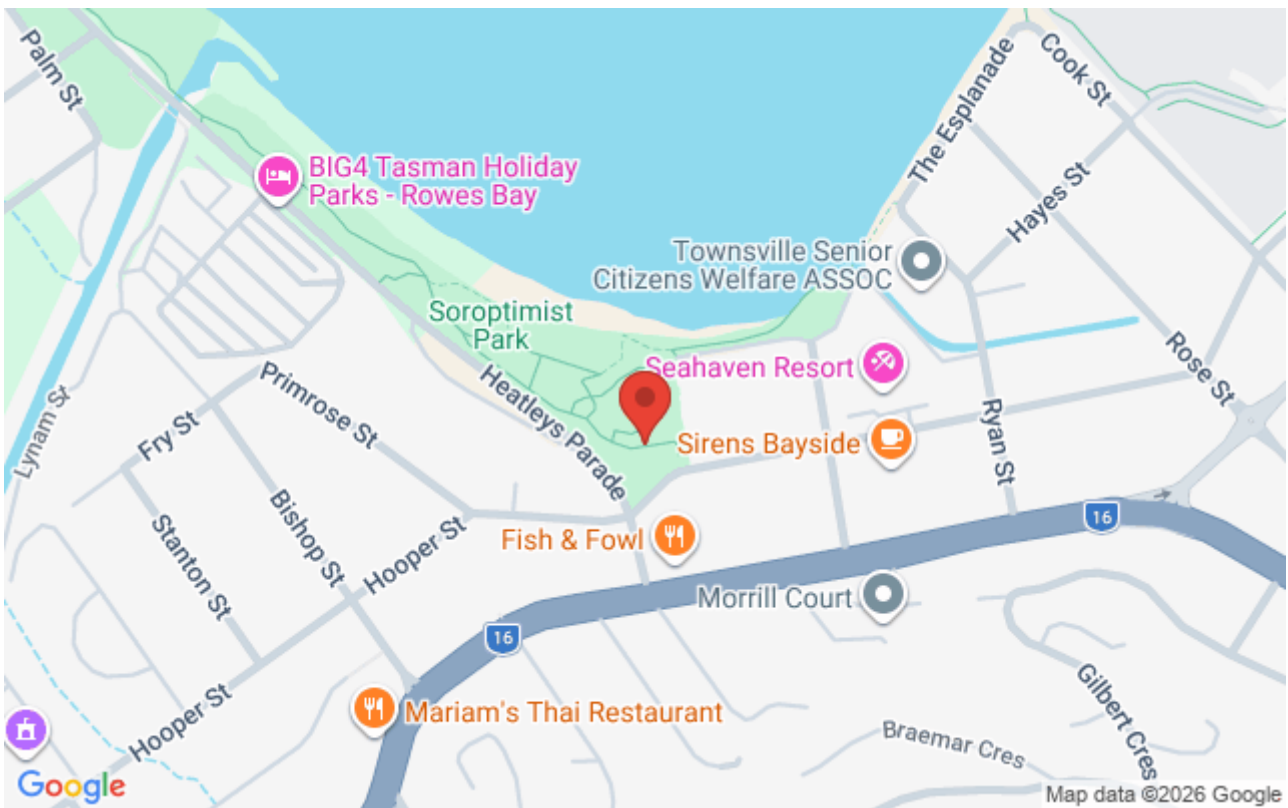 Palm St
BIG4 Tasman Holiday
Parks - Rowes Bay
The Esplanade
Cook St
Hayes St
Townsville Senior
Citizens Welfare ASSOC
Soroptimist
Park
Seahaven Resort
Rose St
Primrose St
Heatleys Parade
Lynam St
Fry St
Sirens Bayside
Ryan St
Stanton St
Bishop St
Hooper St
Fish & Fowl
16
Morrill Court
16
Hooper St
Mariam's Thai Restaurant
Gilbert Cres
Braemar Cres
Google
Map data ©2026 Google